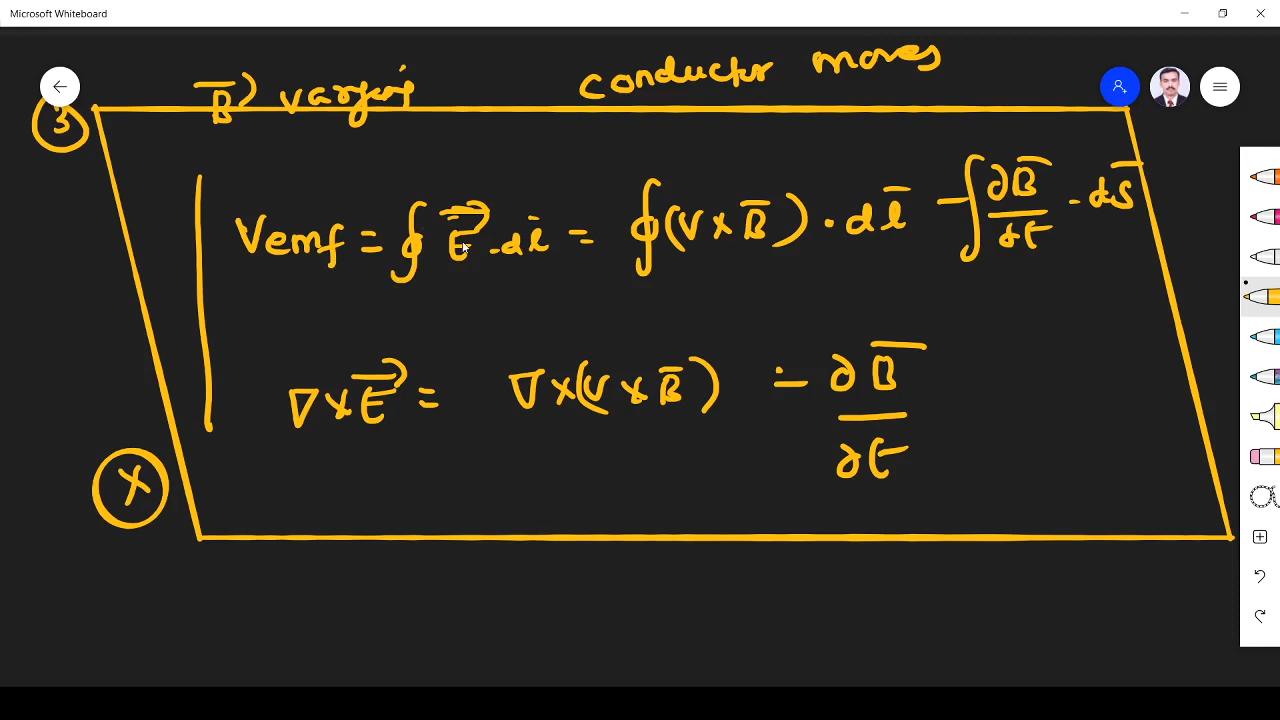 Microsoft Whiteboard
B⃗ varying conductor moves
3
Vemf = ∮ E⃗ . dl̅ = ∮(V × B̅) . dl̅ - ∫ ∂B̅/∂t . dS̅
∇×E⃗ = ∇×(V × B̅) - ∂B̅/∂t
X